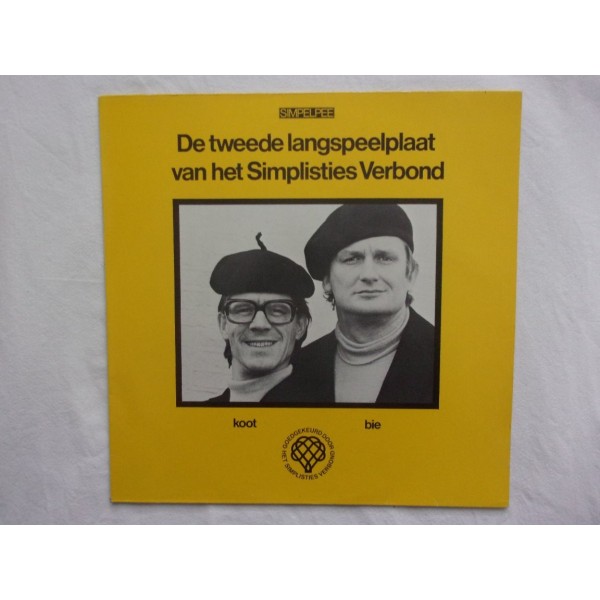 SIMPELPEE
De tweede langspeelplaat
van het Simplisties Verbond
koot bie
GOEDGEKEURD DOOR
HET SIMPLISTIES VERBOND